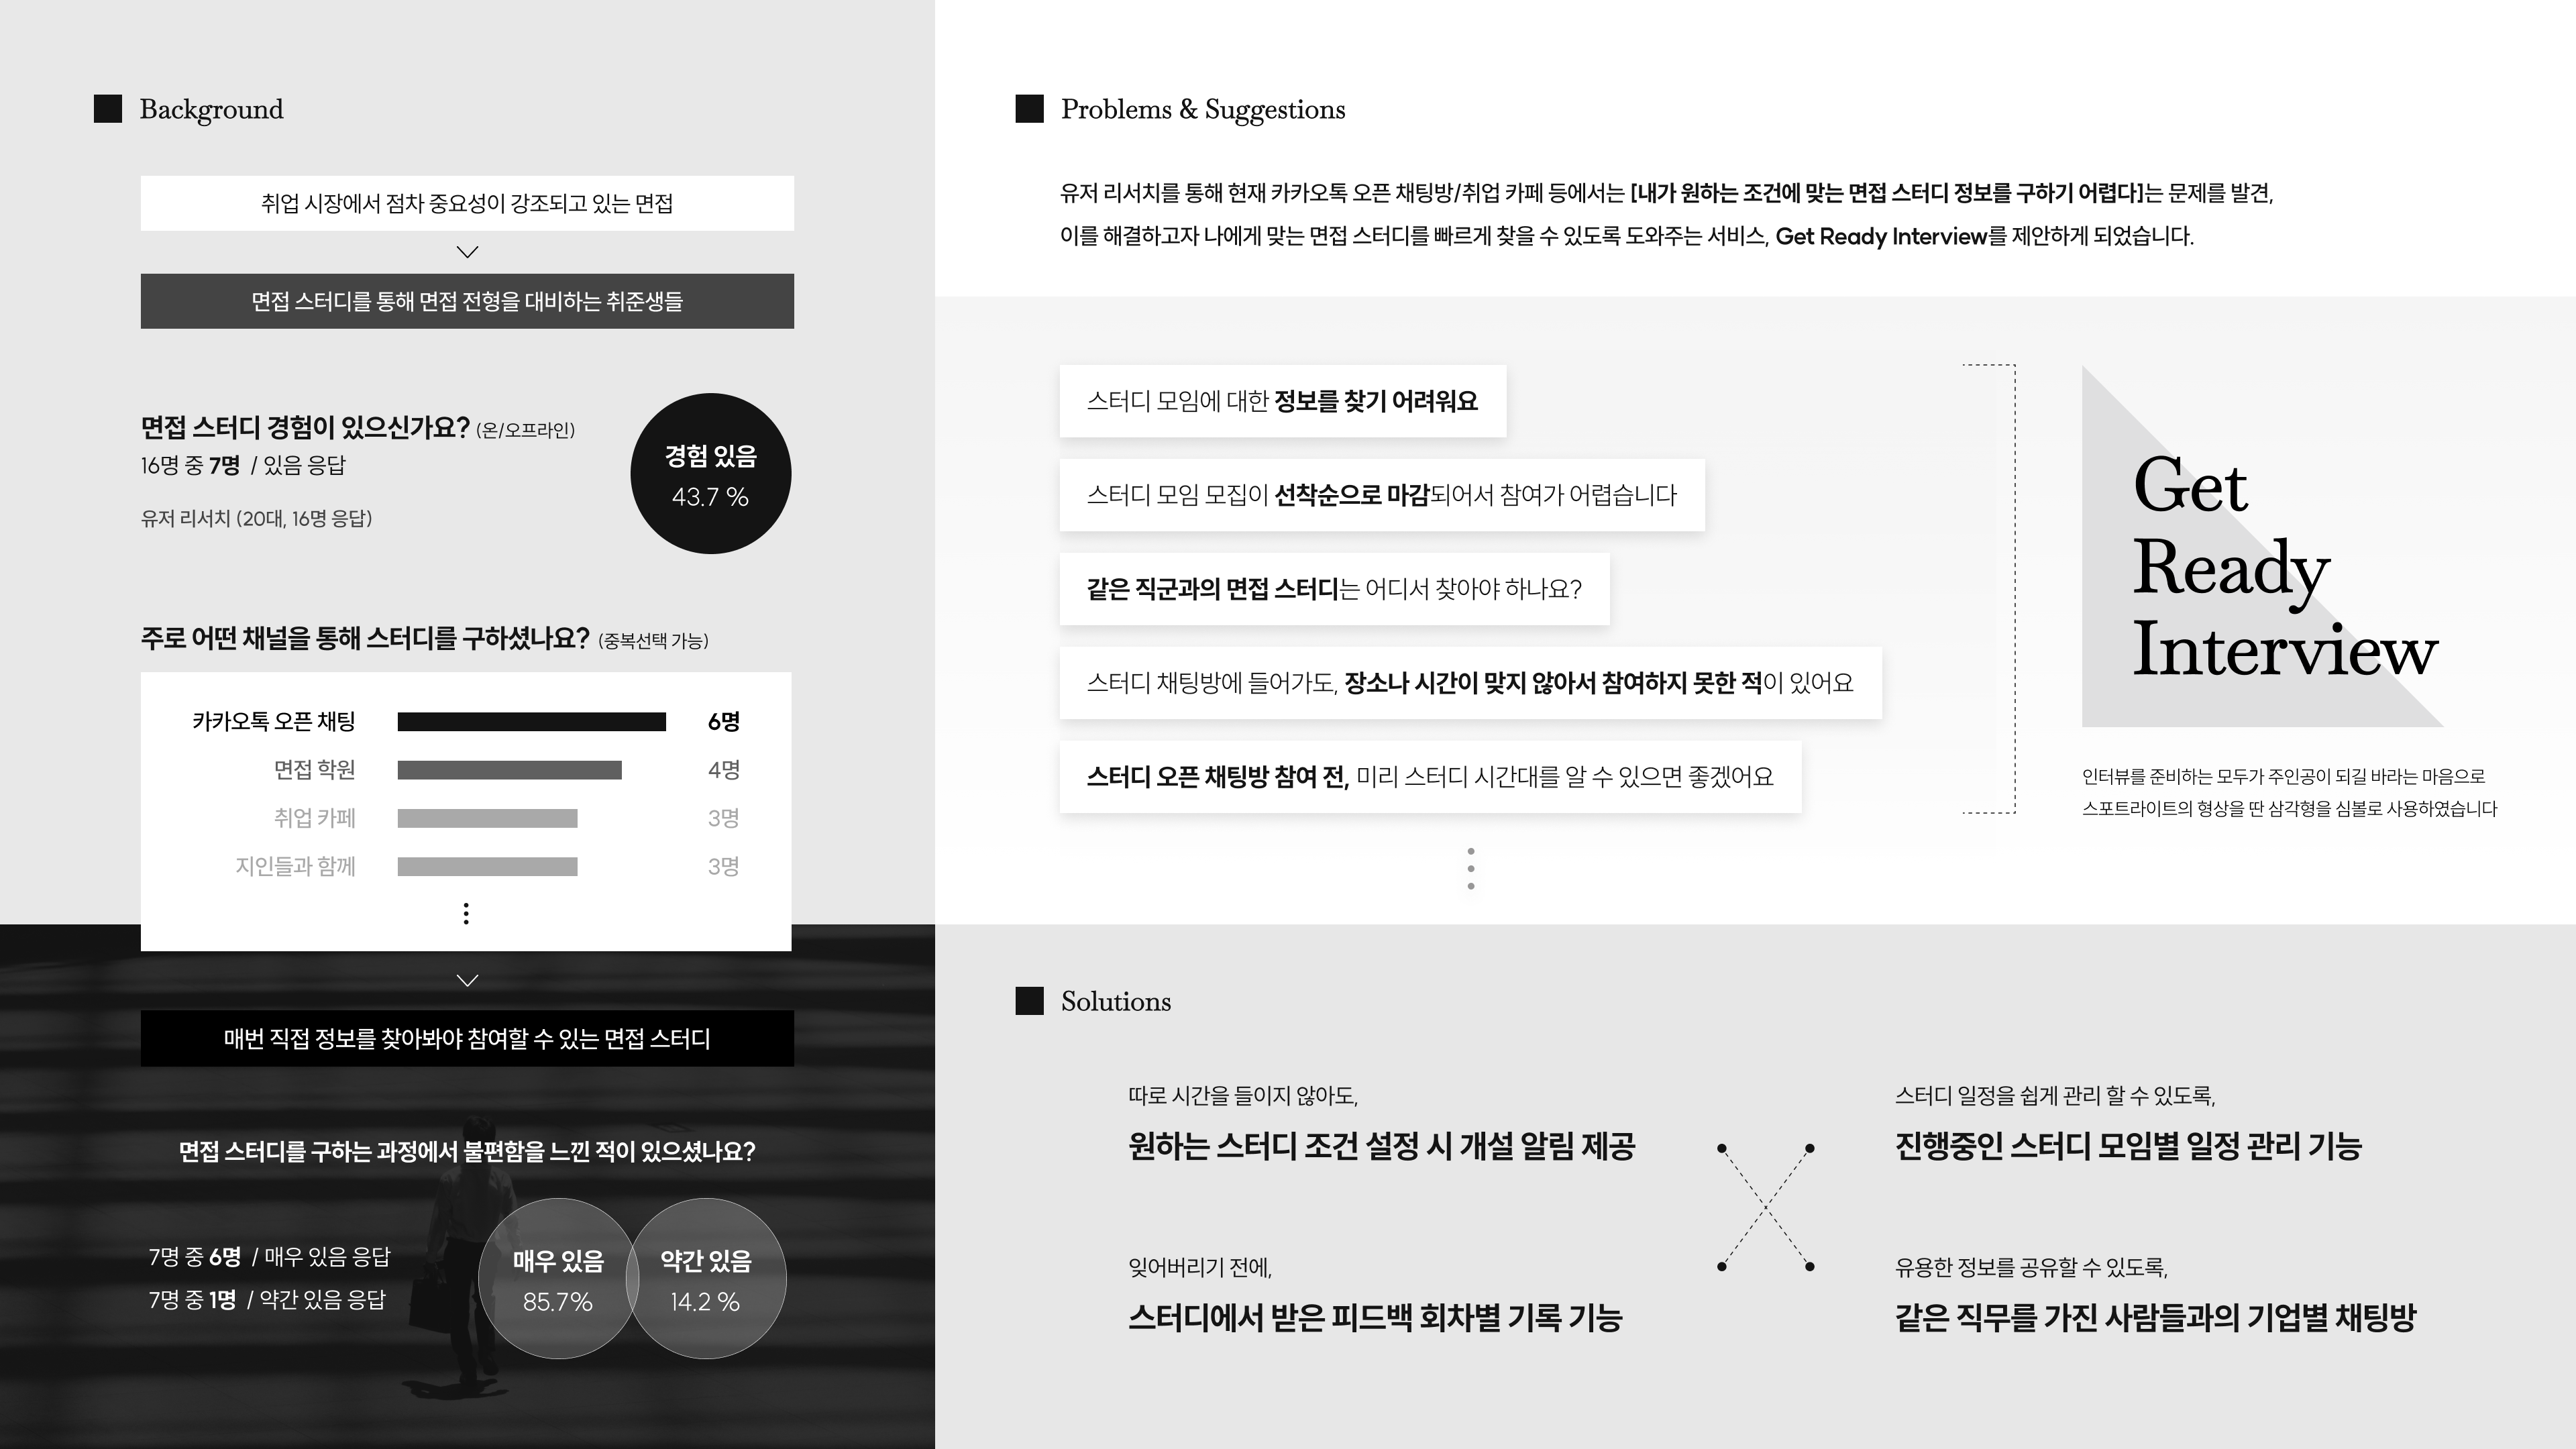 Background
취업 시장에서 점차 중요성이 강조되고 있는 면접
면접 스터디를 통해 면접 전형을 대비하는 취준생들
면접 스터디 경험이 있으신가요? (온/오프라인)
16명 중 7명 / 있음 응답
유저 리서치 (20대, 16명 응답)
경험 있음
43.7 %
주로 어떤 채널을 통해 스터디를 구하셨나요? (중복선택 가능)
카카오톡 오픈 채팅 6명
면접 학원 4명
취업 카페 3명
지인들과 함께 3명
매번 직접 정보를 찾아봐야 참여할 수 있는 면접 스터디
면접 스터디를 구하는 과정에서 불편함을 느낀 적이 있으셨나요?
7명 중 6명 / 매우 있음 응답
7명 중 1명 / 약간 있음 응답
매우 있음
85.7%
약간 있음
14.2 %
Problems & Suggestions
유저 리서치를 통해 현재 카카오톡 오픈 채팅방/취업 카페 등에서는 [내가 원하는 조건에 맞는 면접 스터디 정보를 구하기 어렵다]는 문제를 발견,
이를 해결하고자 나에게 맞는 면접 스터디를 빠르게 찾을 수 있도록 도와주는 서비스, Get Ready Interview를 제안하게 되었습니다.
스터디 모임에 대한 정보를 찾기 어려워요
스터디 모임 모집이 선착순으로 마감되어서 참여가 어렵습니다
같은 직군과의 면접 스터디는 어디서 찾아야 하나요?
스터디 채팅방에 들어가도, 장소나 시간이 맞지 않아서 참여하지 못한 적이 있어요
스터디 오픈 채팅방 참여 전, 미리 스터디 시간대를 알 수 있으면 좋겠어요
Get
Ready
Interview
인터뷰를 준비하는 모두가 주인공이 되길 바라는 마음으로
스포트라이트의 형상을 딴 삼각형을 심볼로 사용하였습니다
Solutions
따로 시간을 들이지 않아도,
원하는 스터디 조건 설정 시 개설 알림 제공
스터디 일정을 쉽게 관리 할 수 있도록,
진행중인 스터디 모임별 일정 관리 기능
잊어버리기 전에,
스터디에서 받은 피드백 회차별 기록 기능
유용한 정보를 공유할 수 있도록,
같은 직무를 가진 사람들과의 기업별 채팅방